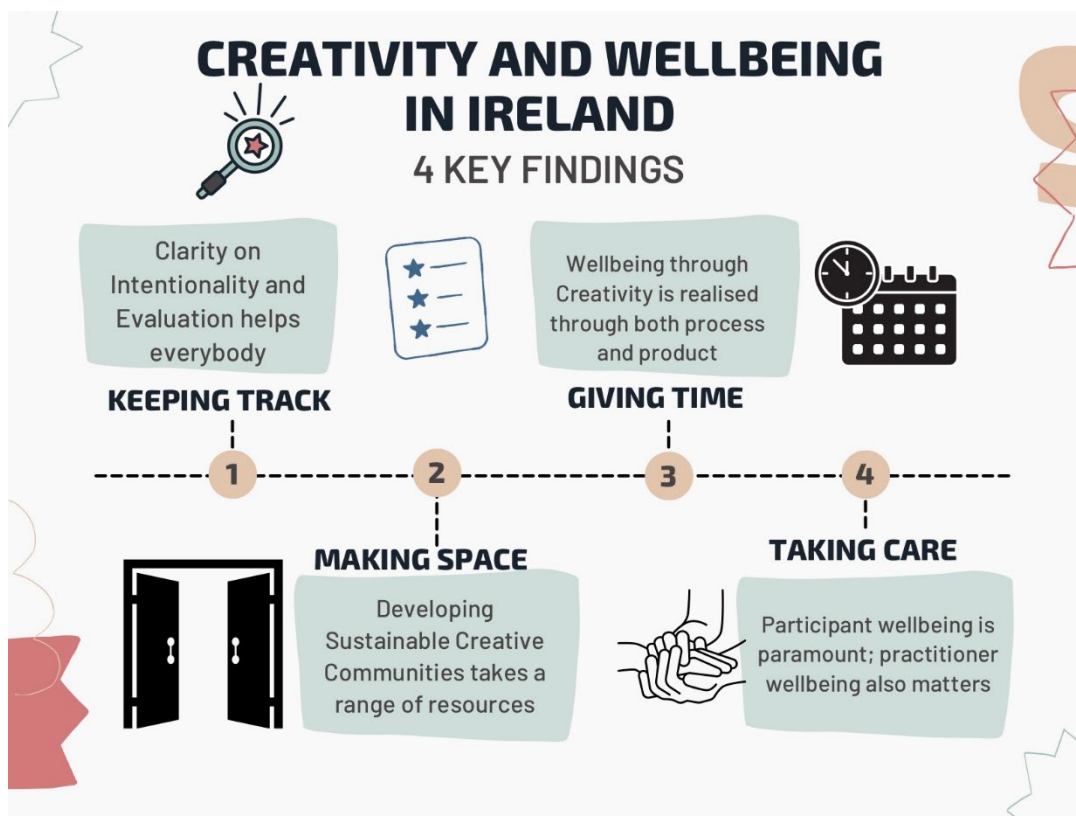 CREATIVITY AND WELLBEING
IN IRELAND
4 KEY FINDINGS
Clarity on
Intentionality and
Evaluation helps
everybody
KEEPING TRACK
1
2
MAKING SPACE
Developing
Sustainable Creative
Communities takes a
range of resources
Wellbeing through
Creativity is realised
through both process
and product
GIVING TIME
3
4
TAKING CARE
Participant wellbeing is
paramount; practitioner
wellbeing also matters